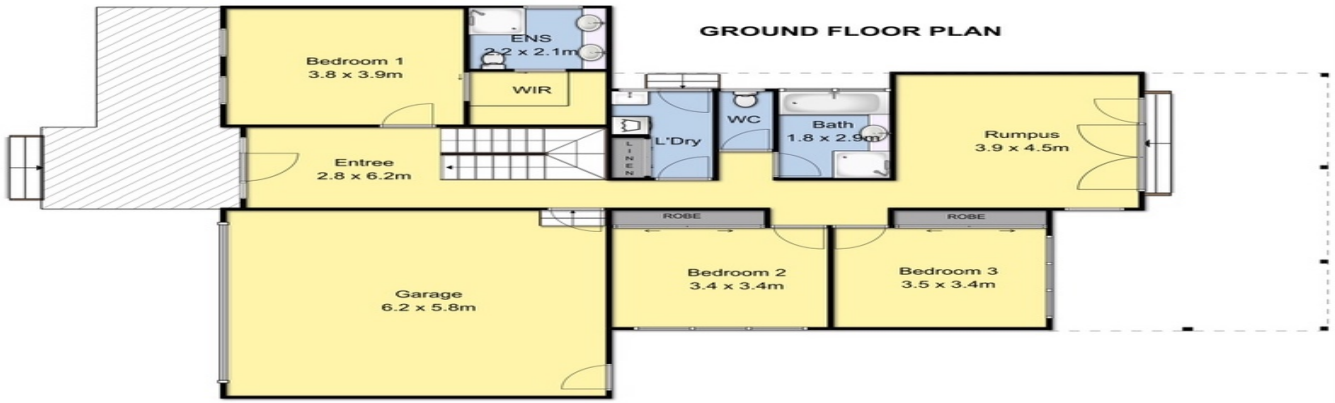 GROUND FLOOR PLAN
ENS
2.2 x 2.1m
Bedroom 1
3.8 x 3.9m
WIR
WC
Bath
1.8 x 2.9m
L'Dry
LINEN
Rumpus
3.9 x 4.5m
Entree
2.8 x 6.2m
ROBE
ROBE
Bedroom 2
3.4 x 3.4m
Bedroom 3
3.5 x 3.4m
Garage
6.2 x 5.8m